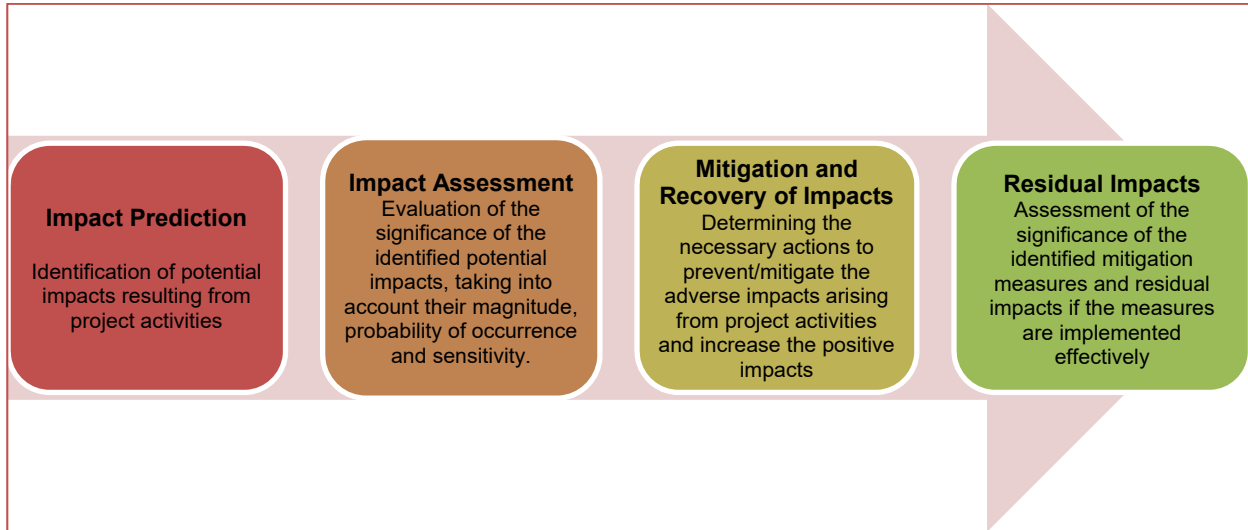 Impact Prediction
Identification of potential
impacts resulting from
project activities
Impact Assessment
Evaluation of the
significance of the
identified potential
impacts, taking into
account their magnitude,
probability of occurrence
and sensitivity.
Mitigation and
Recovery of Impacts
Determining the
necessary actions to
prevent/mitigate the
adverse impacts arising
from project activities
and increase the positive
impacts
Residual Impacts
Assessment of the
significance of the
identified mitigation
measures and residual
impacts if the measures
are implemented
effectively